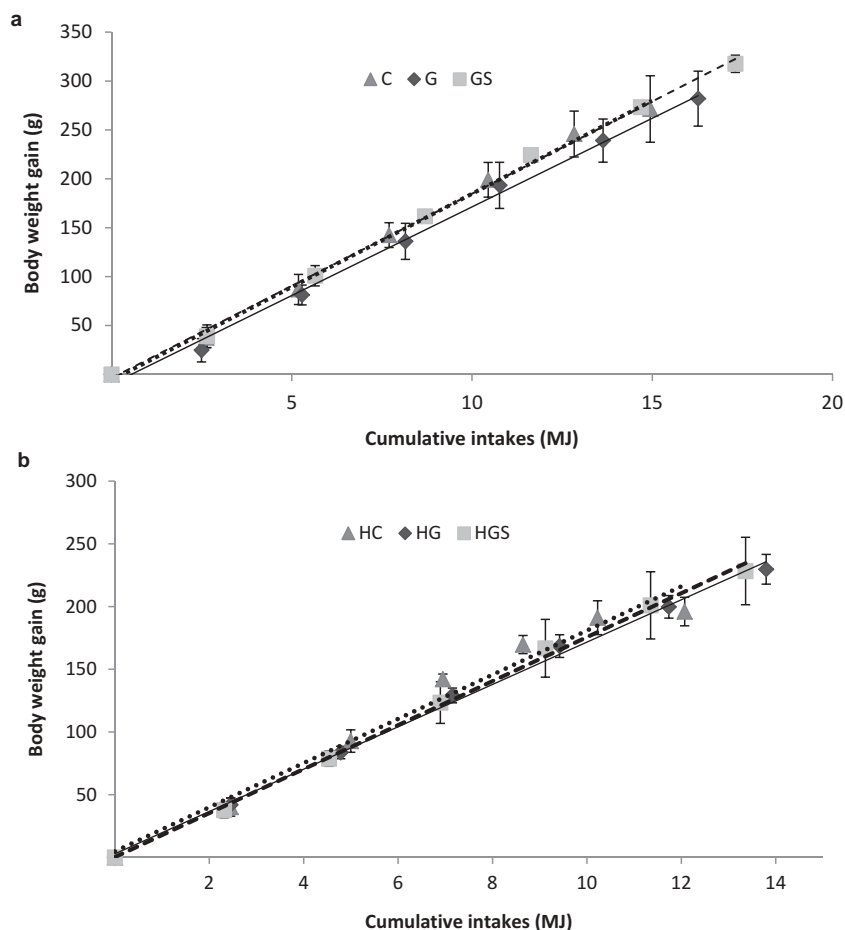 a
350
300
250
200
150
100
50
C G GS
Body weight gain (g)
5 10 15 20
Cumulative intakes (MJ)
b
300
250
200
150
100
50
HC HG HGS
Body weight gain (g)
2 4 6 8 10 12 14
Cumulative intakes (MJ)